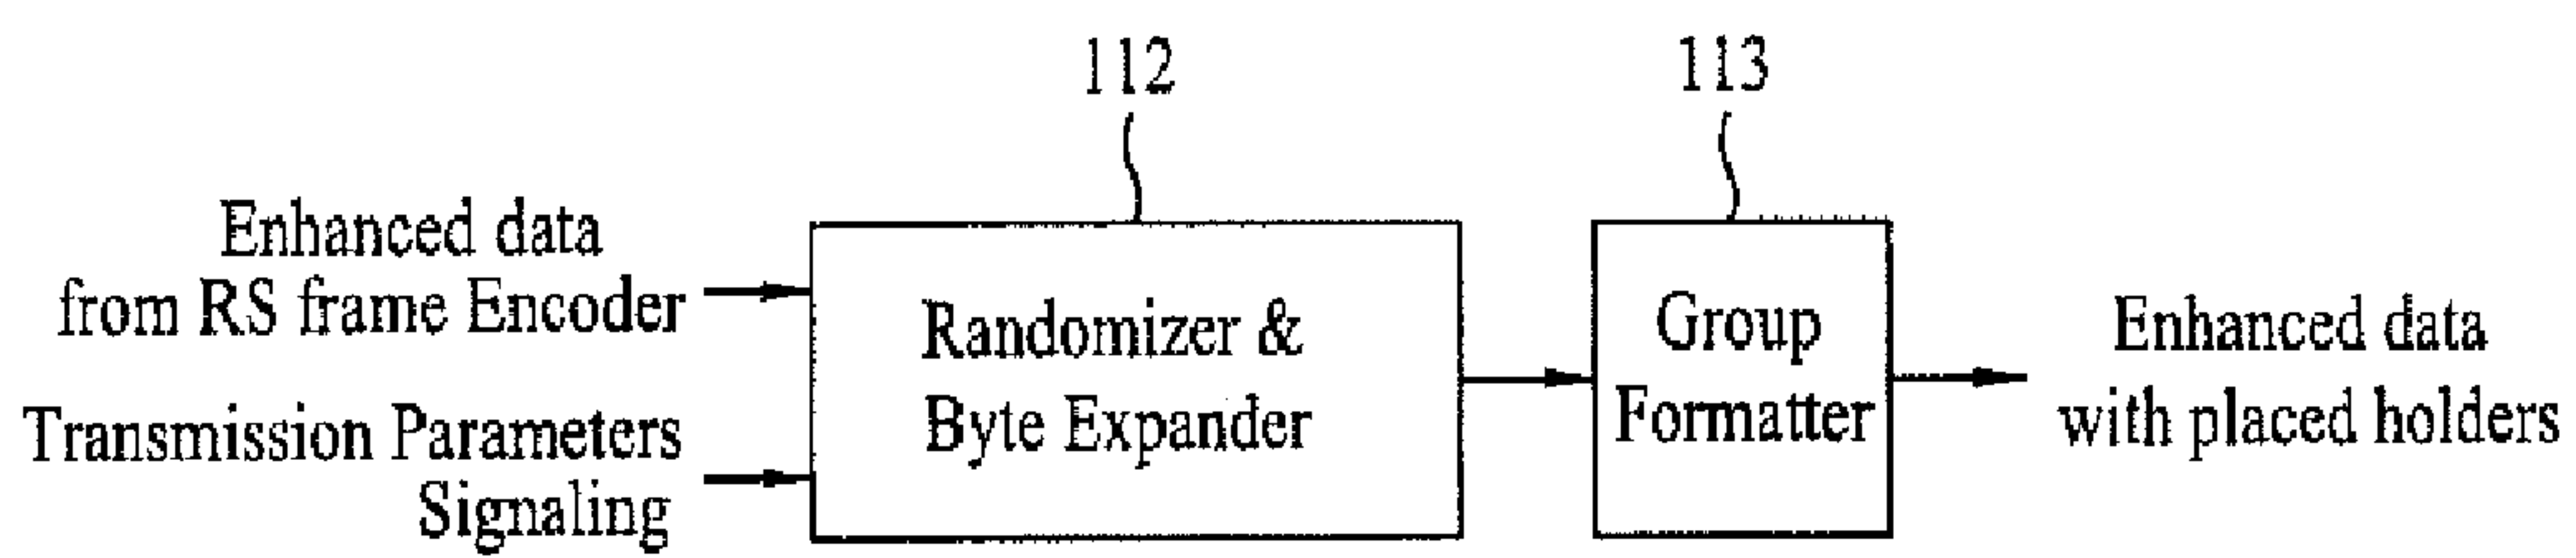 112
113
Enhanced data
from RS frame Encoder
Transmission Parameters
Signaling
Randomizer &
Byte Expander
Group
Formatter
Enhanced data
with placed holders